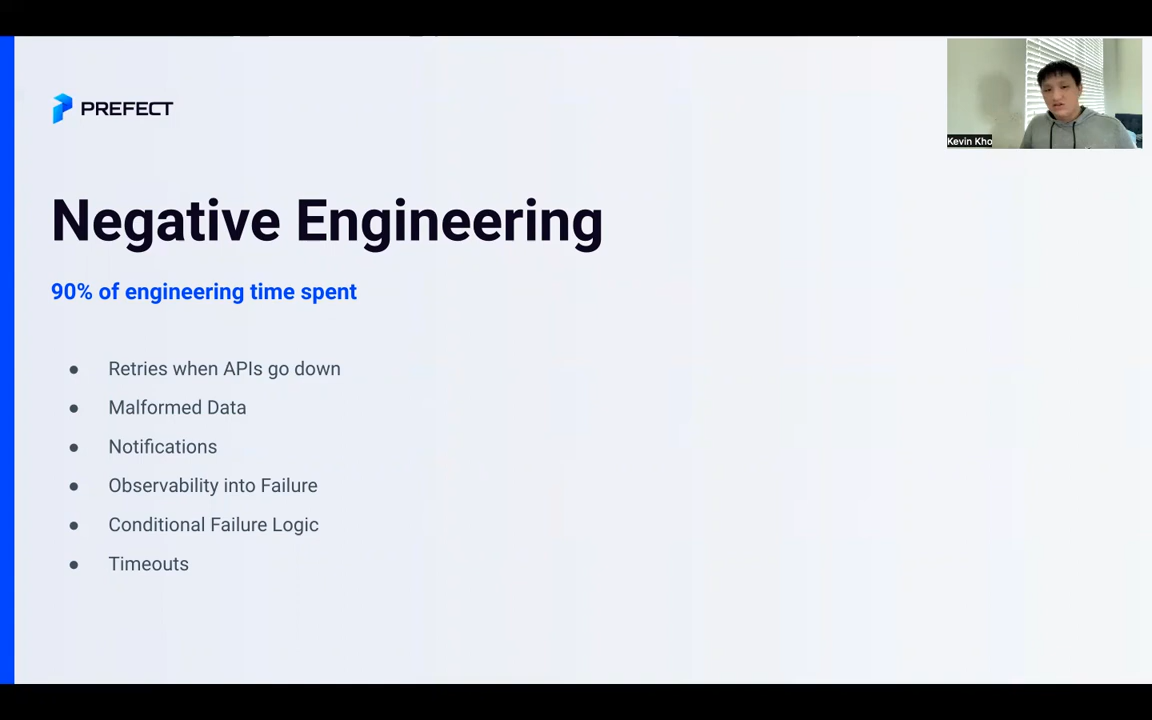 PREFECT
Kevin Kho
Negative Engineering
90% of engineering time spent
● Retries when APIs go down
● Malformed Data
● Notifications
● Observability into Failure
● Conditional Failure Logic
● Timeouts